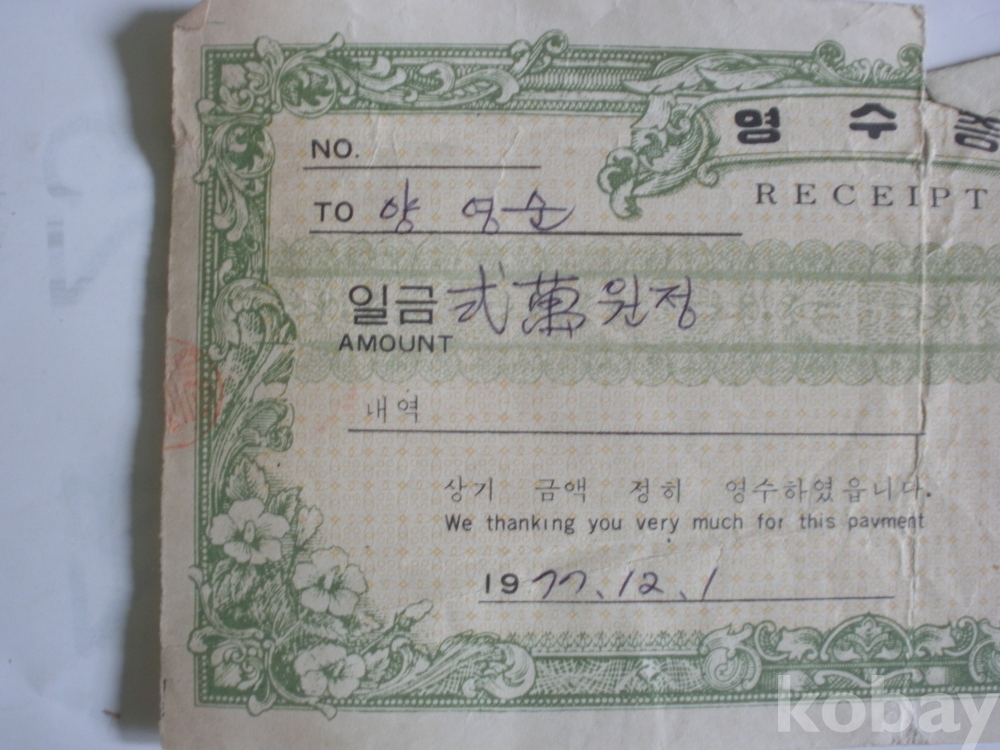 영 수 증
RECEIPT
NO.
TO 양 영순
일금 弍萬원정
AMOUNT
내역
상기 금액 정히 영수하였읍니다.
We thanking you very much for this payment
1977.12.1
kobay